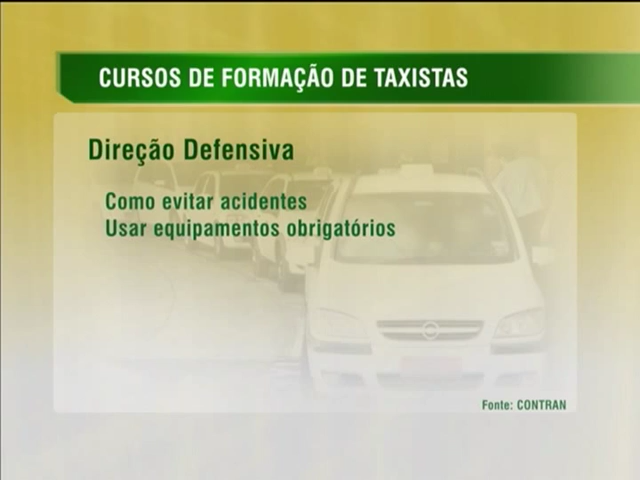 CURSOS DE FORMAÇÃO DE TAXISTAS
Direção Defensiva
Como evitar acidentes
Usar equipamentos obrigatórios
Fonte: CONTRAN